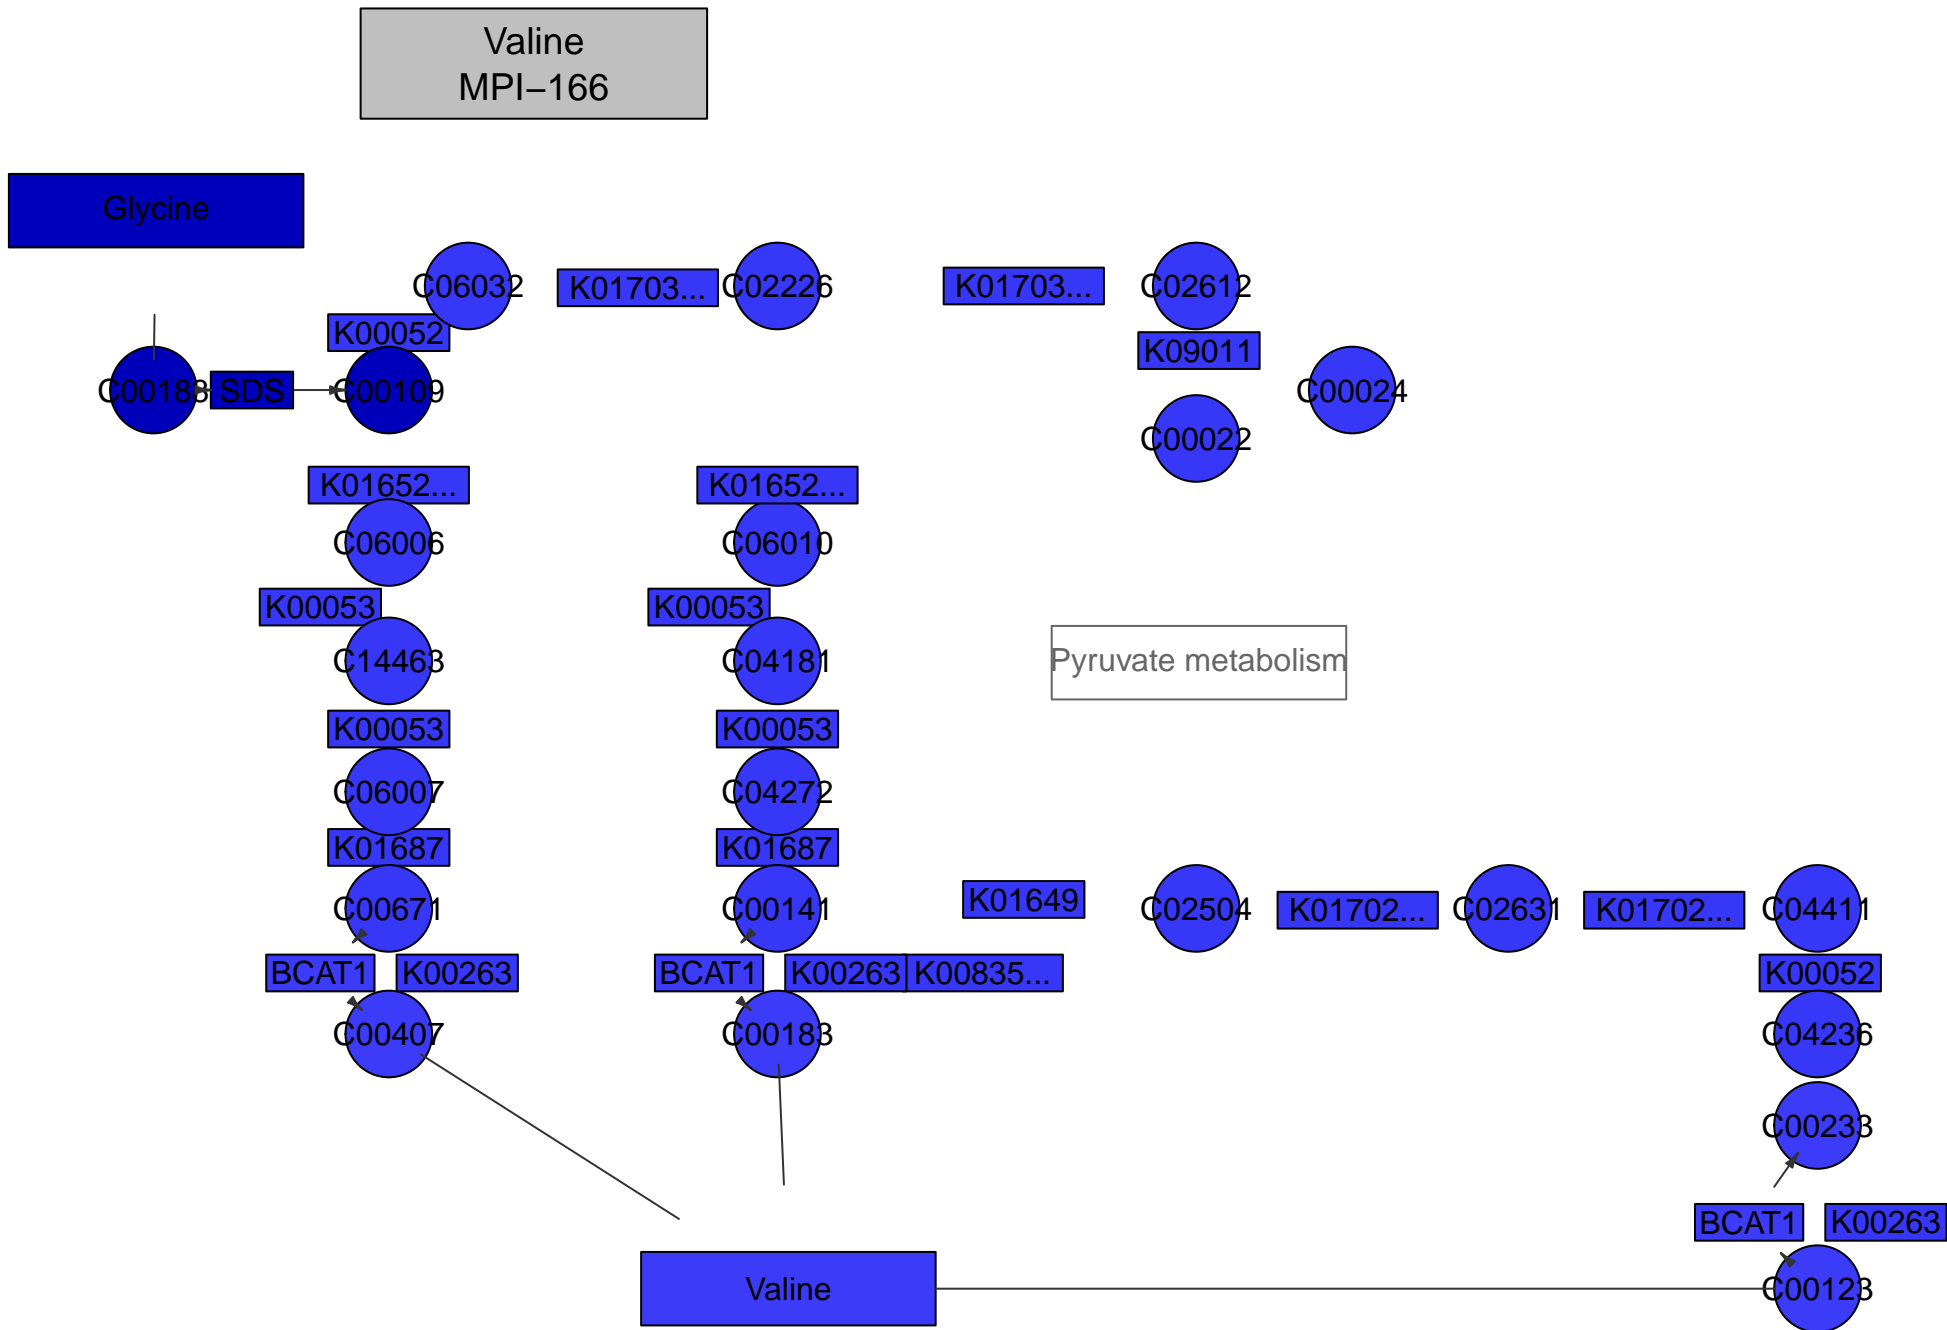 Valine
MPI−166
Glycine
C06032
K01703...
C02226
K01703...
C02612
K00052
K09011
C00188
SDS
C00109
C00024
C00022
K01652...
K01652...
C06006
C06010
K00053
K00053
C14463
C04181
Pyruvate metabolism
K00053
K00053
C06007
C04272
K01687
K01687
C00671
C00141
K01649
C02504
K01702...
C02631
K01702...
C04411
BCAT1
K00263
BCAT1
K00263
K00835...
K00052
C00407
C00183
C04236
C00233
BCAT1
K00263
Valine
C00123